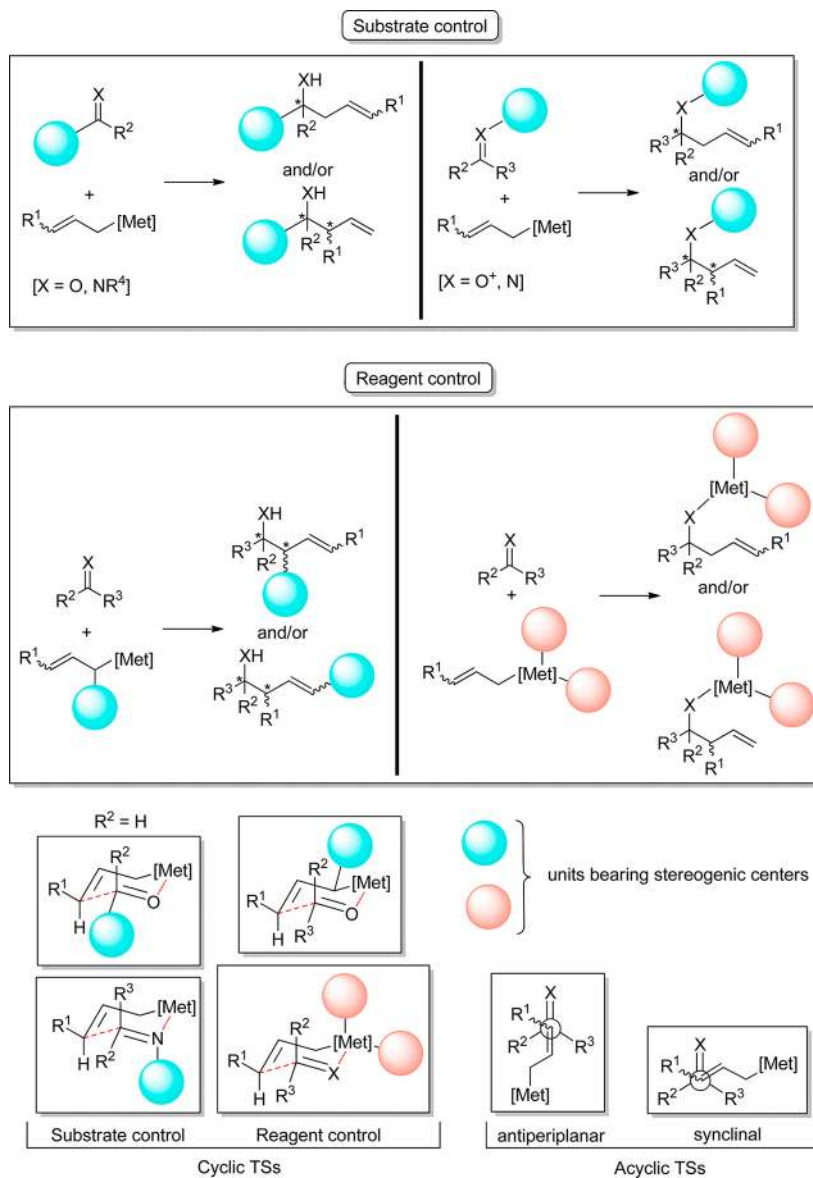 Substrate control
X
R²
+
R¹ [Met]
[X = O, NR⁴]
XH
* R¹
R²
and/or
XH
* *
R² R¹
X
R² R³
+
R¹ [Met]
[X = O⁺, N]
X
R³ * R¹
R²
and/or
X
R³ * *
R² R¹
Reagent control
X
R² R³
+
R¹ [Met]
XH
R³ * * R¹
R²
and/or
XH
R³ * *
R² R¹
X
R² R³
+
R¹ [Met]
[Met]
X
R³ R¹
R²
and/or
[Met]
X
R³
R² R¹
R² = H
R² [Met]
R¹
O
H
R² [Met]
R¹
O
H R³
units bearing stereogenic centers
R³ [Met]
R¹
N
H R²
R² [Met]
R¹
X
H R³
X
R¹
R² R³
[Met]
X
R¹ [Met]
R² R³
Substrate control
Reagent control
antiperiplanar
synclinal
Cyclic TSs
Acyclic TSs